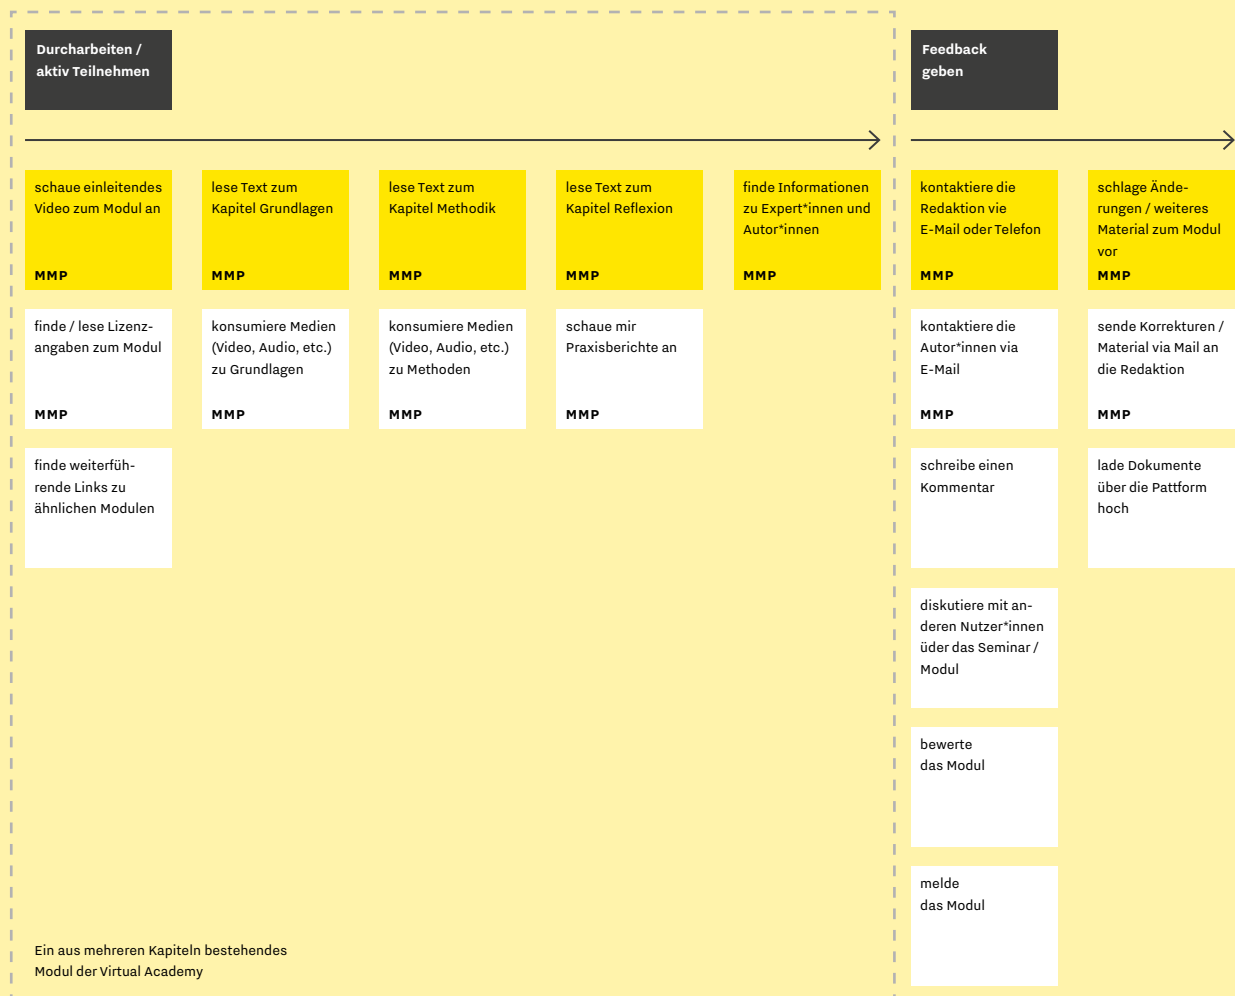 Durcharbeiten /
aktiv Teilnehmen
Feedback
geben
schaue einleitendes
Video zum Modul an
MMP
lese Text zum
Kapitel Grundlagen
MMP
lese Text zum
Kapitel Methodik
MMP
lese Text zum
Kapitel Reflexion
MMP
finde Informationen
zu Expert*innen und
Autor*innen
MMP
kontaktiere die
Redaktion vie
E-Mail oder Telefon
MMP
schlage Ände-
rungen / weiteres
Material zum Modul
vor
MMP
finde / lese Lizenz-
angaben zum Modul
MMP
konsumiere Medien
(Video, Audio, etc.)
zu Grundlagen
MMP
konsumiere Medien
(Video, Audio, etc.)
zu Methoden
MMP
schaue mir
Praxisberichte an
MMP
kontaktiere die
Autor*innen via
E-Mail
MMP
sende Korrekturen /
Material via Mail an
die Redaktion
MMP
finde weiterfüh-
rende Links zu
ähnlichen Modulen
schreibe einen
Kommentar
lade Dokumente
über die Pattform
hoch
diskutiere mit an-
deren Nutzer*innen
üder das Seminar /
Modul
bewerte
das Modul
melde
das Modul
Ein aus mehreren Kapiteln bestehendes
Modul der Virtual Academy